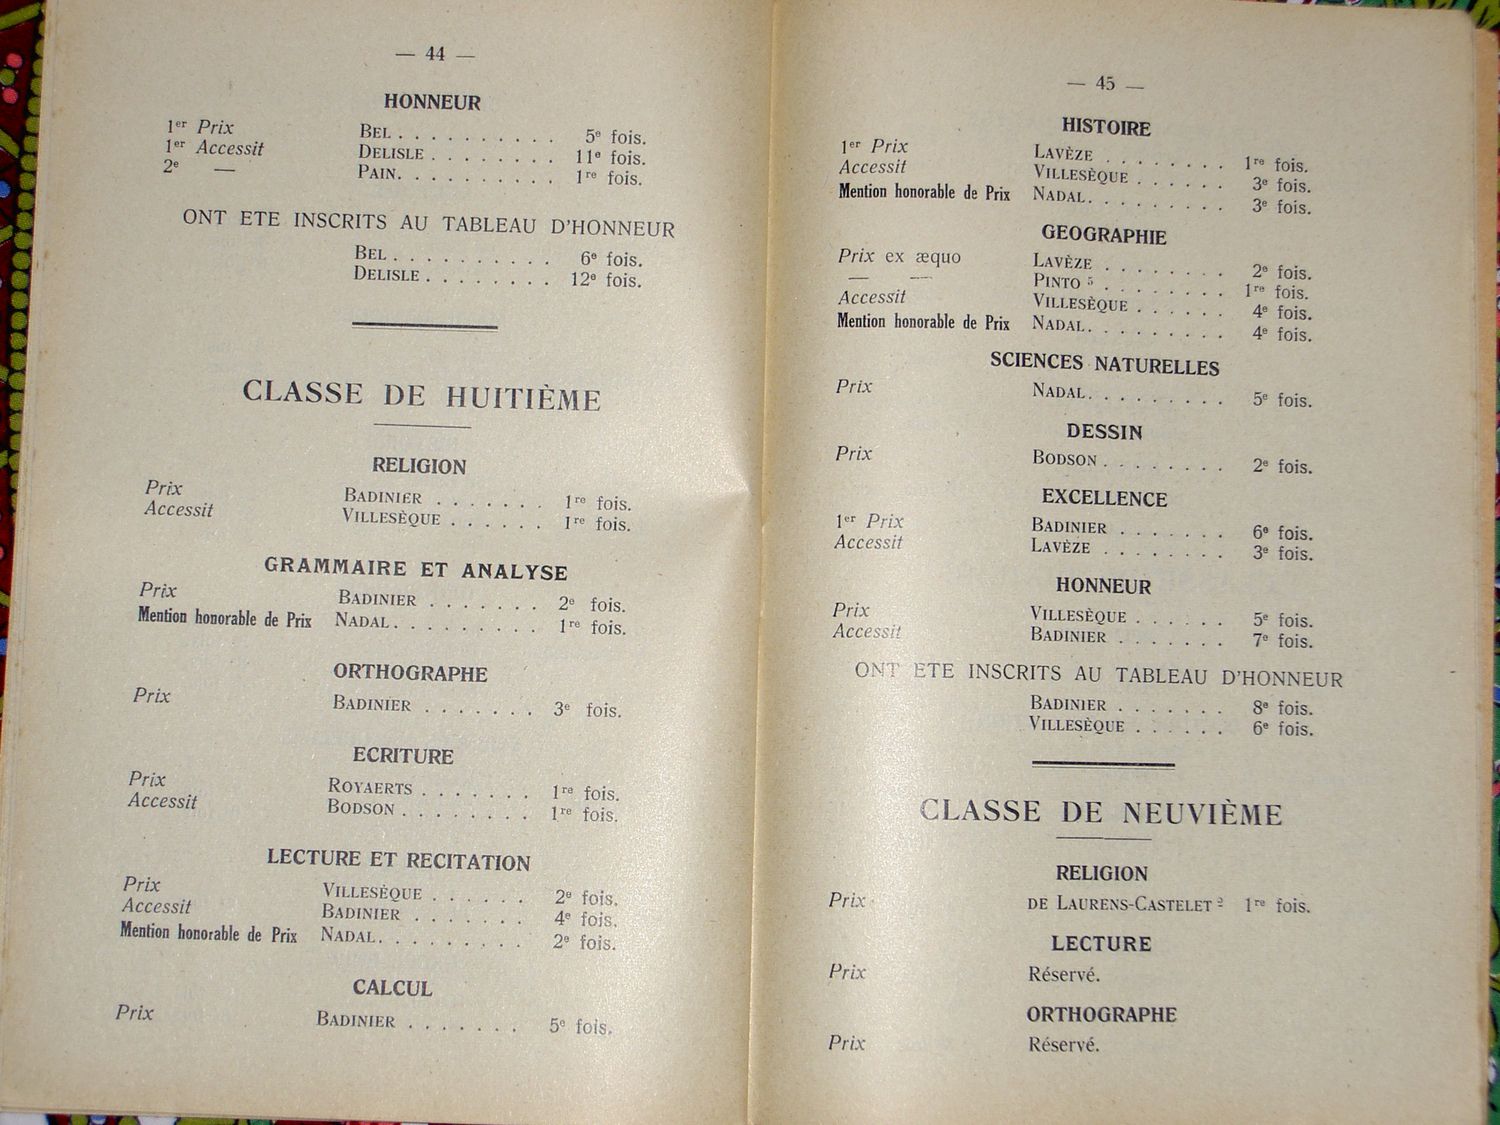 — 44 —
HONNEUR
1er Prix BEL . . . . . . . . . . 5e fois.
1er Accessit DELISLE . . . . . . . . 11e fois.
2e — PAIN. . . . . . . . . . 1re fois.
ONT ETE INSCRITS AU TABLEAU D'HONNEUR
BEL . . . . . . . . . . 6e fois.
DELISLE . . . . . . . . 12e fois.
CLASSE DE HUITIÈME
RELIGION
Prix BADINIER . . . . . . . 1re fois.
Accessit VILLESÈQUE . . . . . . 1re fois.
GRAMMAIRE ET ANALYSE
Prix BADINIER . . . . . . . 2e fois.
Mention honorable de Prix NADAL. . . . . . . . . 1re fois.
ORTHOGRAPHE
Prix BADINIER . . . . . . . 3e fois.
ECRITURE
Prix ROYAERTS . . . . . . . 1re fois.
Accessit BODSON . . . . . . . . 1re fois.
LECTURE ET RECITATION
Prix VILLESÈQUE . . . . . . 2e fois.
Accessit BADINIER . . . . . . . 4e fois.
Mention honorable de Prix NADAL. . . . . . . . . 2e fois.
CALCUL
Prix BADINIER . . . . . . . 5e fois.
— 45 —
HISTOIRE
1er Prix LAVÈZE . . . . . . . . 1re fois.
Accessit VILLESÈQUE . . . . . . 3e fois.
Mention honorable de Prix NADAL. . . . . . . . . 3e fois.
GEOGRAPHIE
Prix ex æquo LAVÈZE . . . . . . . . 2e fois.
— — PINTO 5 . . . . . . . . 1re fois.
Accessit VILLESÈQUE . . . . . . 4e fois.
Mention honorable de Prix NADAL. . . . . . . . . 4e fois.
SCIENCES NATURELLES
Prix NADAL. . . . . . . . . 5e fois.
DESSIN
Prix BODSON . . . . . . . . 2e fois.
EXCELLENCE
1er Prix BADINIER . . . . . . . 6e fois.
Accessit LAVÈZE . . . . . . . . 3e fois.
HONNEUR
Prix VILLESÈQUE . . . . . . 5e fois.
Accessit BADINIER . . . . . . . 7e fois.
ONT ETE INSCRITS AU TABLEAU D'HONNEUR
BADINIER . . . . . . . 8e fois.
VILLESÈQUE . . . . . . 6e fois.
CLASSE DE NEUVIÈME
RELIGION
Prix DE LAURENS-CASTELET 2 1re fois.
LECTURE
Prix Réservé.
ORTHOGRAPHE
Prix Réservé.